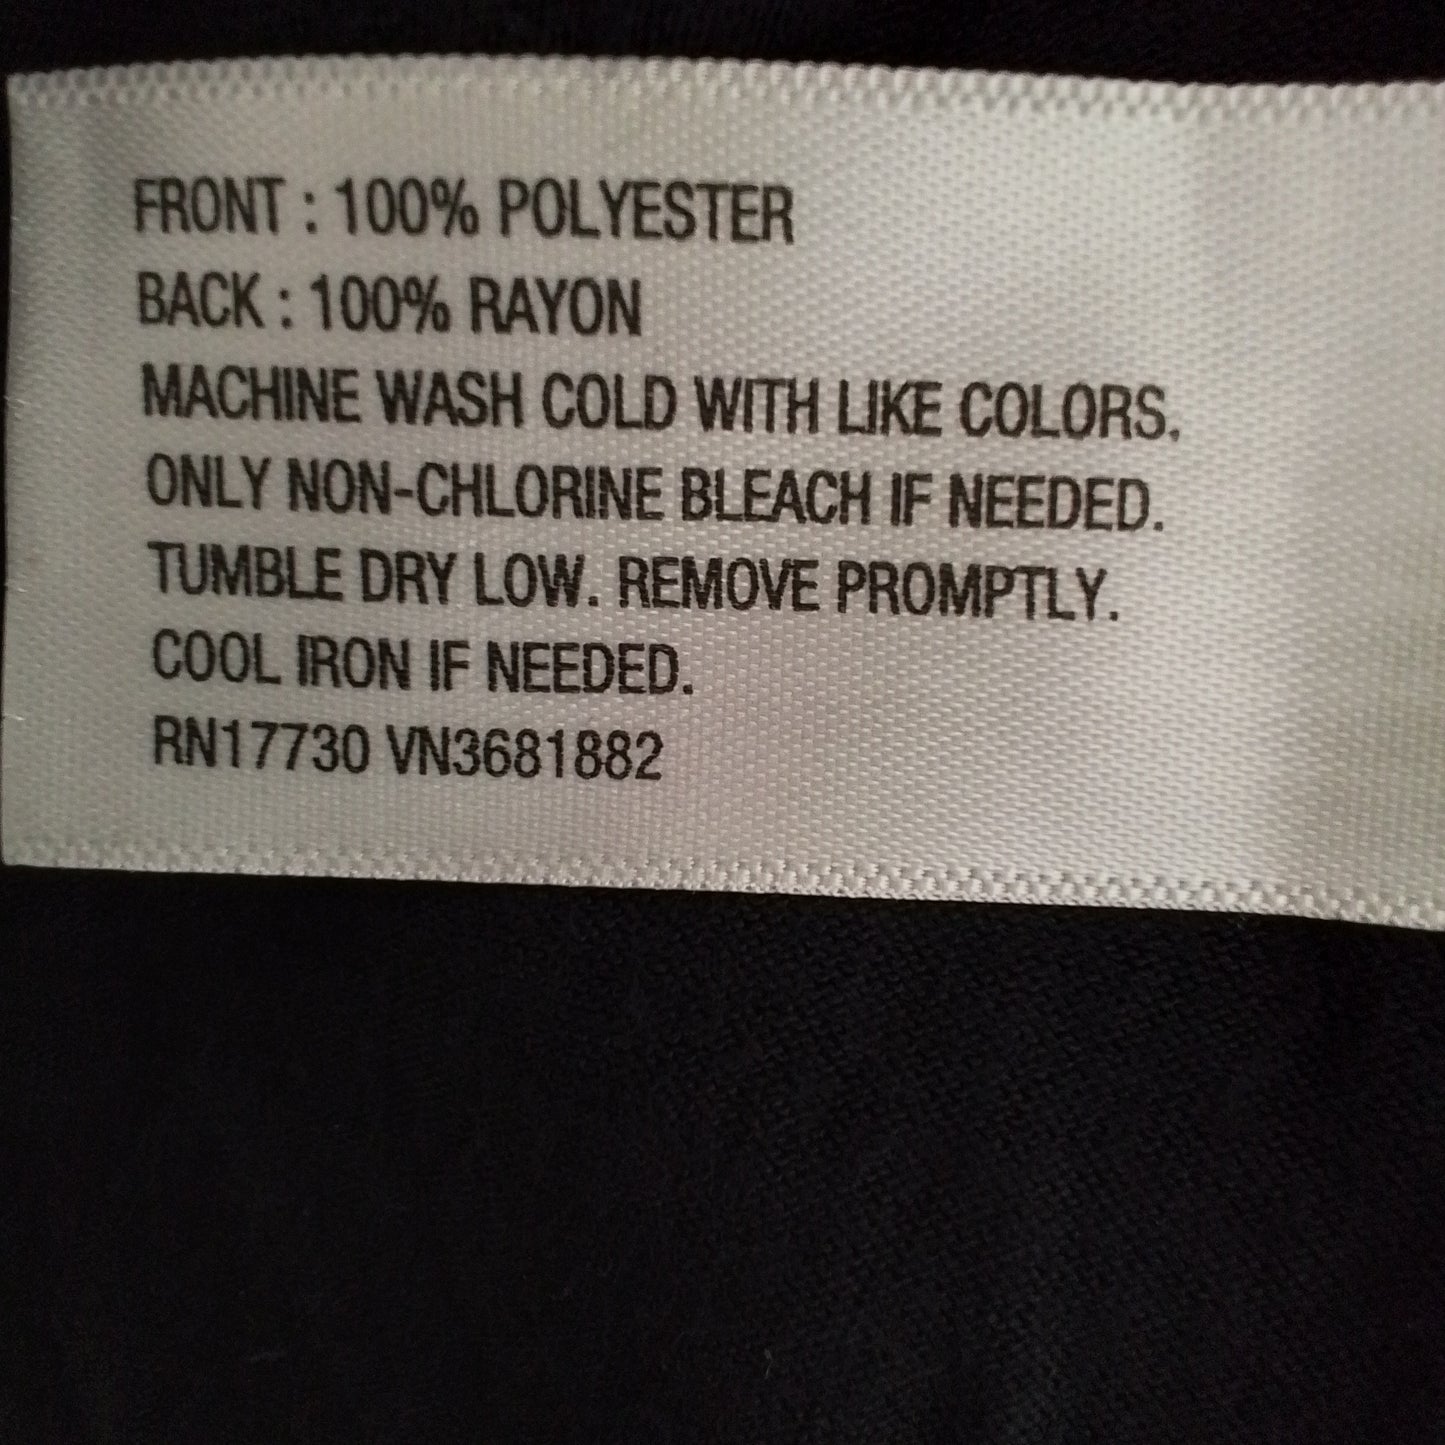 FRONT : 100% POLYESTER
BACK : 100% RAYON
MACHINE WASH COLD WITH LIKE COLORS.
ONLY NON-CHLORINE BLEACH IF NEEDED.
TUMBLE DRY LOW. REMOVE PROMPTLY.
COOL IRON IF NEEDED.
RN17730 VN3681882